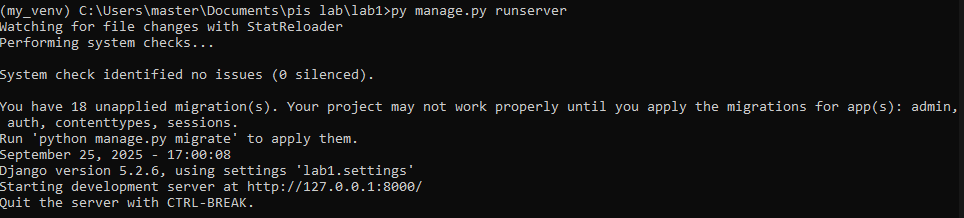 (my_venv) C:\Users\master\Documents\pis lab\lab1>py manage.py runserver
Watching for file changes with StatReloader
Performing system checks...
System check identified no issues (0 silenced).
You have 18 unapplied migration(s). Your project may not work properly until you apply the migrations for app(s): admin,
auth, contenttypes, sessions.
Run 'python manage.py migrate' to apply them.
September 25, 2025 - 17:00:08
Django version 5.2.6, using settings 'lab1.settings'
Starting development server at http://127.0.0.1:8000/
Quit the server with CTRL-BREAK.